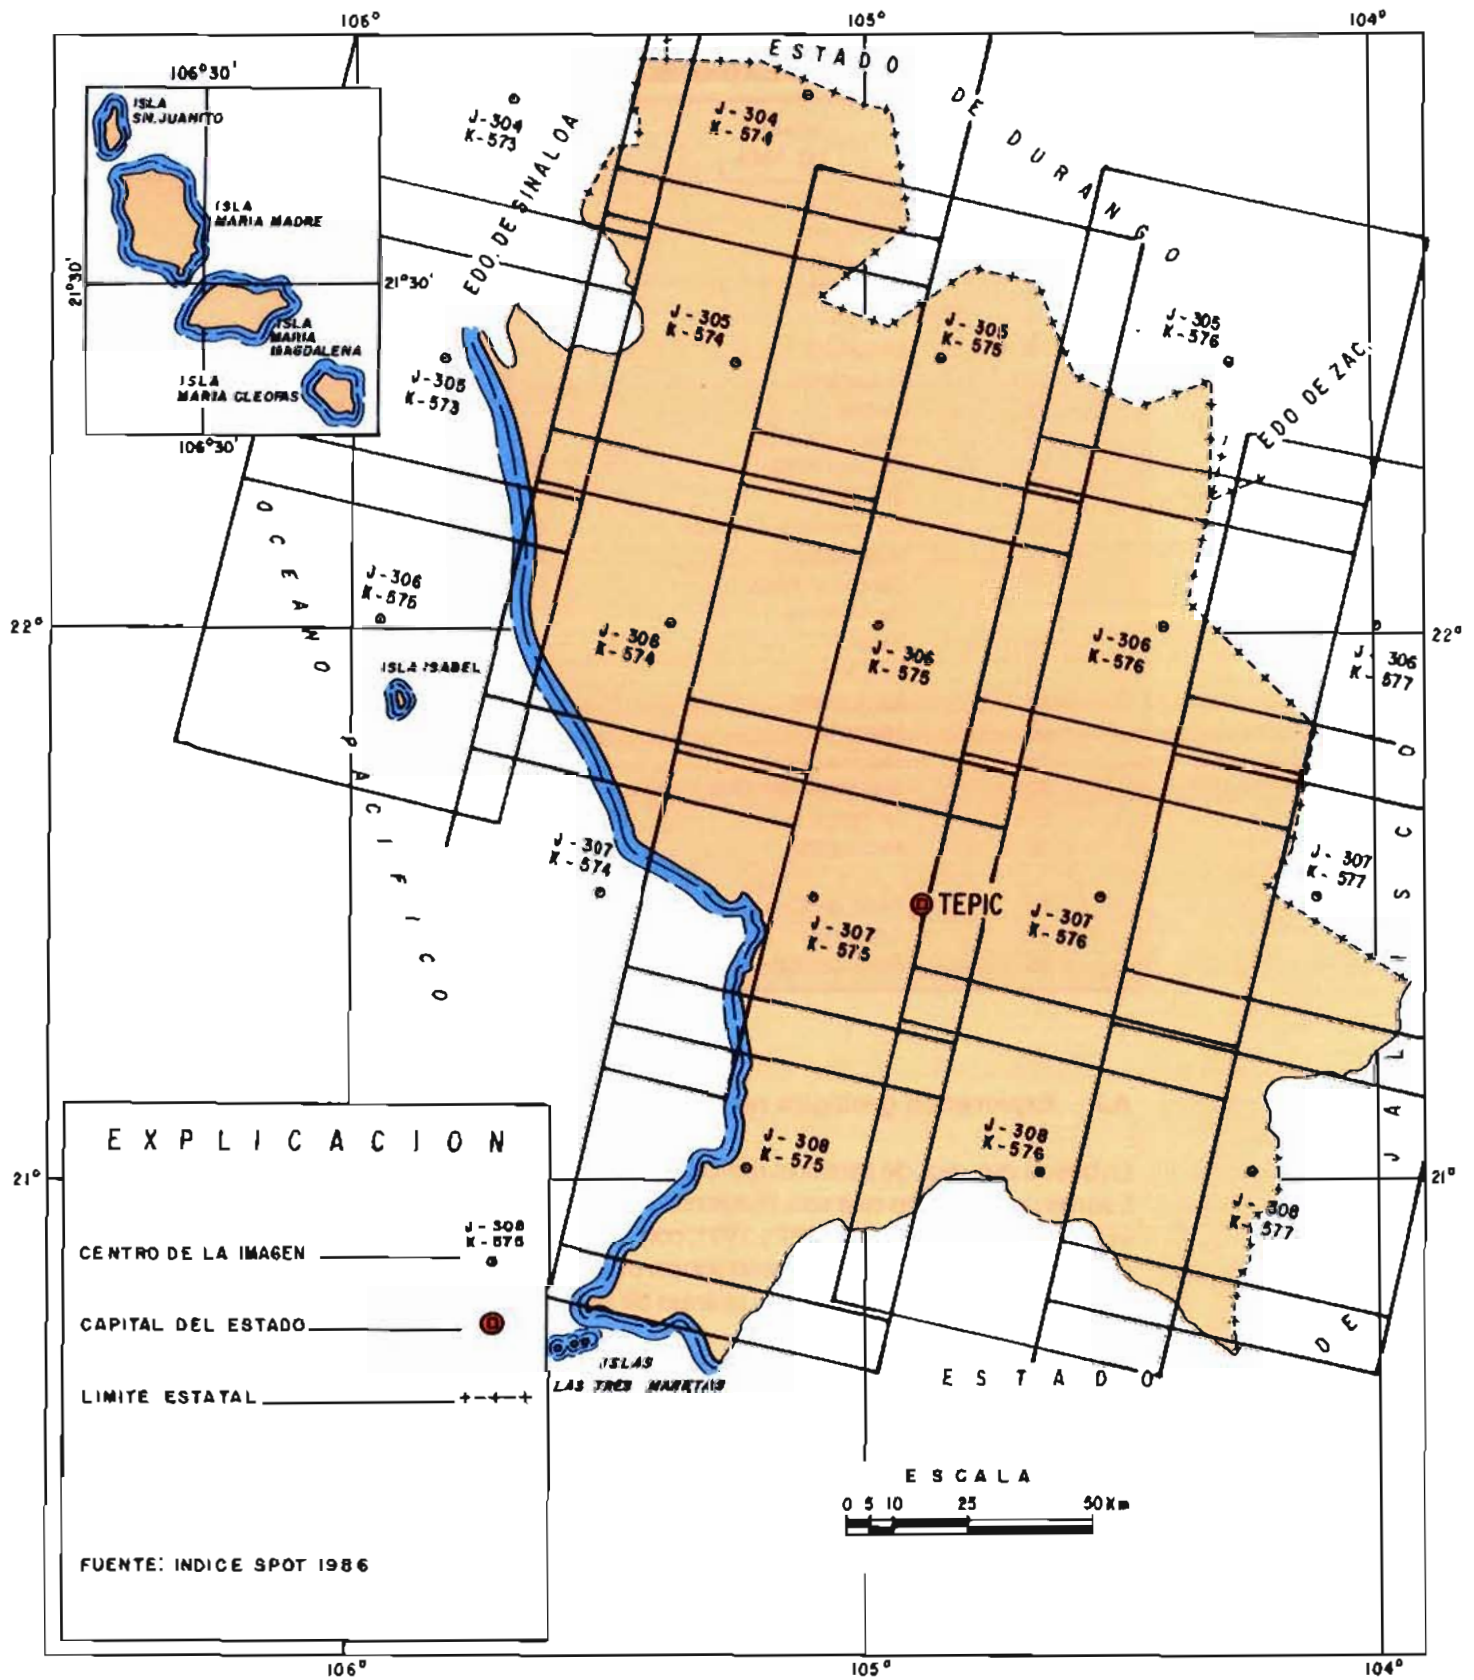 106°
105°
104°
106°30'
ISLA
SN. JUANITO
ISLA
MARIA MADRE
21°30'
21°30'
ISLA
MARIA
MAGDALENA
ISLA
MARIA CLEOFAS
106°30'
ESTADO
DE DURANGO
EDO. DE SINALOA
EDO DE ZAC.
J-304
K-573
J-304
K-574
J-305
K-573
J-305
K-574
J-305
K-575
J-305
K-576
OCEANO PACIFICO
J-306
K-575
22°
22°
ISLA ISABEL
J-306
K-574
J-306
K-575
J-306
K-576
J-306
K-577
J-307
K-574
J-307
K-575
TEPIC
J-307
K-576
J-307
K-577
21°
21°
J-308
K-575
J-308
K-576
J-308
K-577
ESTADO
DE
JALISCO
ISLAS
LAS TRES MARETAS
EXPLICACION
J-308
K-575
CENTRO DE LA IMAGEN
CAPITAL DEL ESTADO
LIMITE ESTATAL
FUENTE: INDICE SPOT 1986
ESCALA
0 5 10 25 50 Km
106°
105°
104°